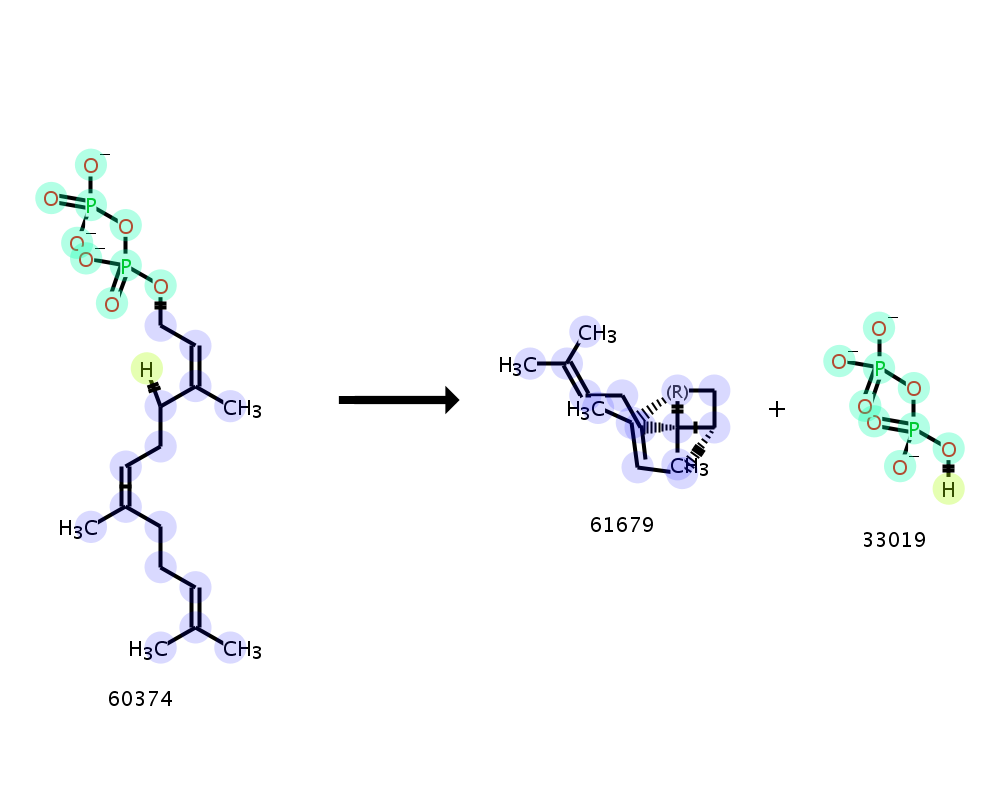 O−
O P O
O− O− P O
O
H
CH3
H3C
H3C CH3
60374
CH3
H3C
H3C (R)
CH3
61679
+
O−
O− P O
O O P O
O− H
33019